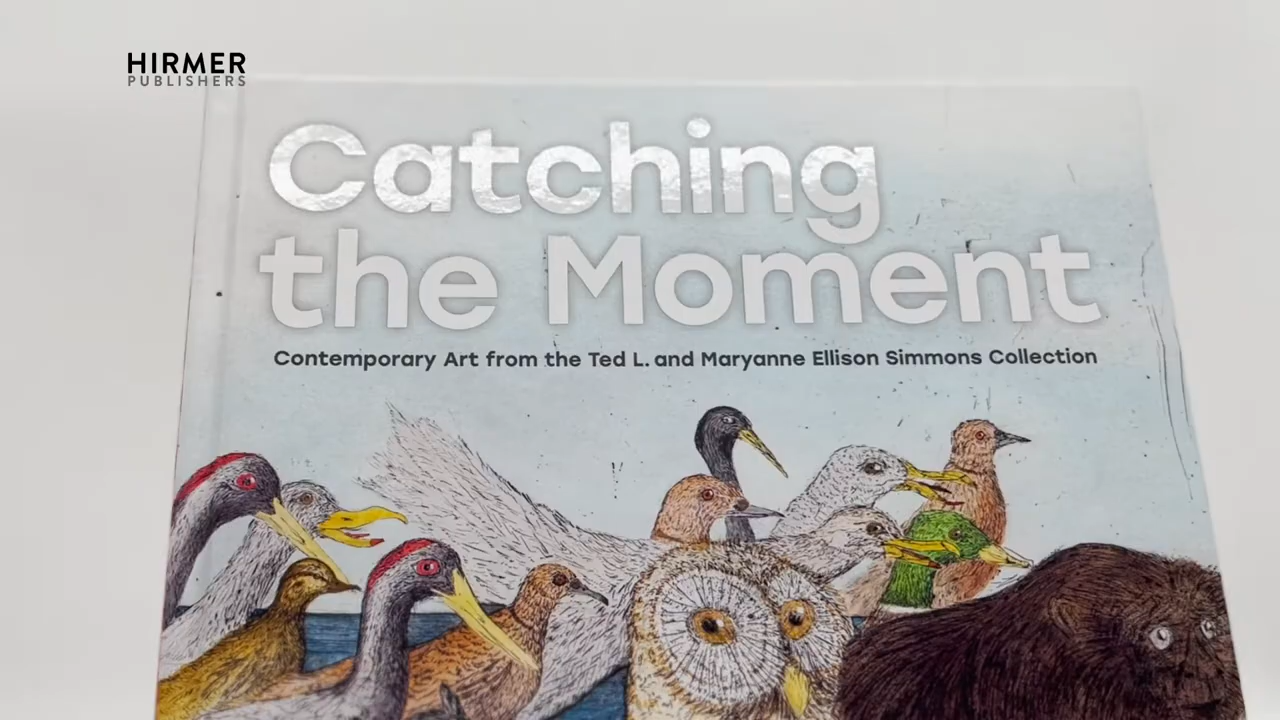 HIRMER
PUBLISHERS
Catching
the Moment
Contemporary Art from the Ted L. and Maryanne Ellison Simmons Collection